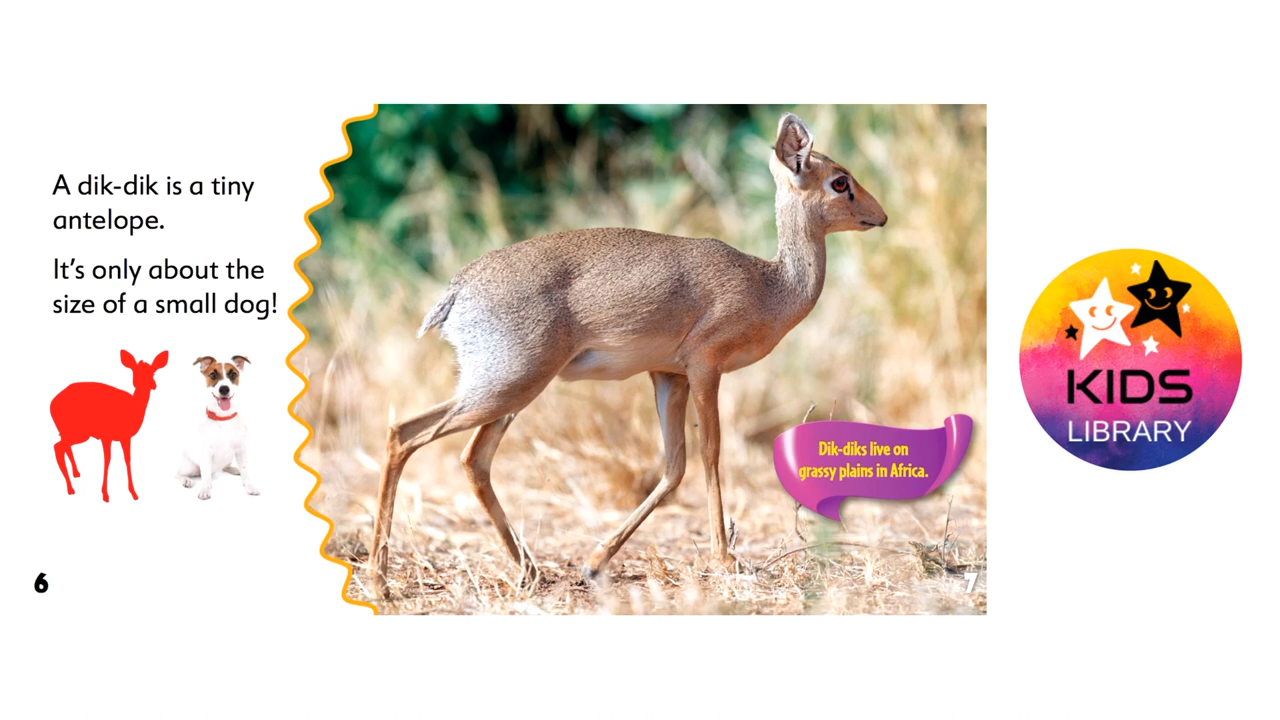 A dik-dik is a tiny
antelope.
It's only about the
size of a small dog!
6
Dik-diks live on
grassy plains in Africa.
7
KIDS
LIBRARY